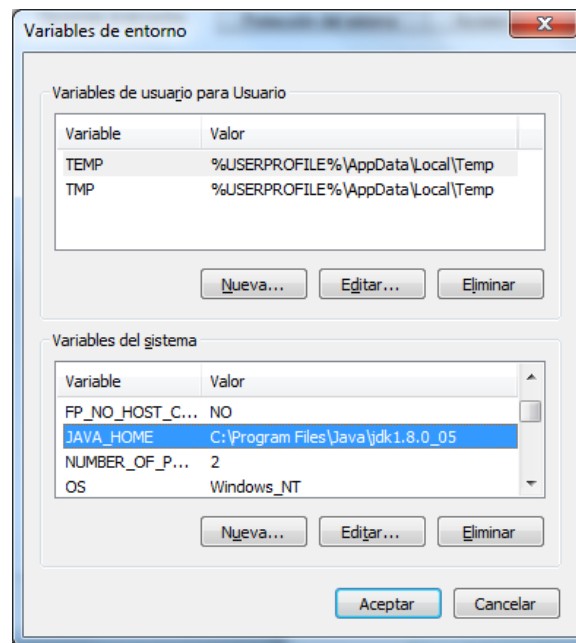 Variables de entorno
Variables de usuario para Usuario
Variable Valor
TEMP %USERPROFILE%\AppData\Local\Temp
TMP %USERPROFILE%\AppData\Local\Temp
Nueva... Editar... Eliminar
Variables del sistema
Variable Valor
FP_NO_HOST_C... NO
JAVA_HOME C:\Program Files\Java\jdk1.8.0_05
NUMBER_OF_P... 2
OS Windows_NT
Nueva... Editar... Eliminar
Aceptar Cancelar